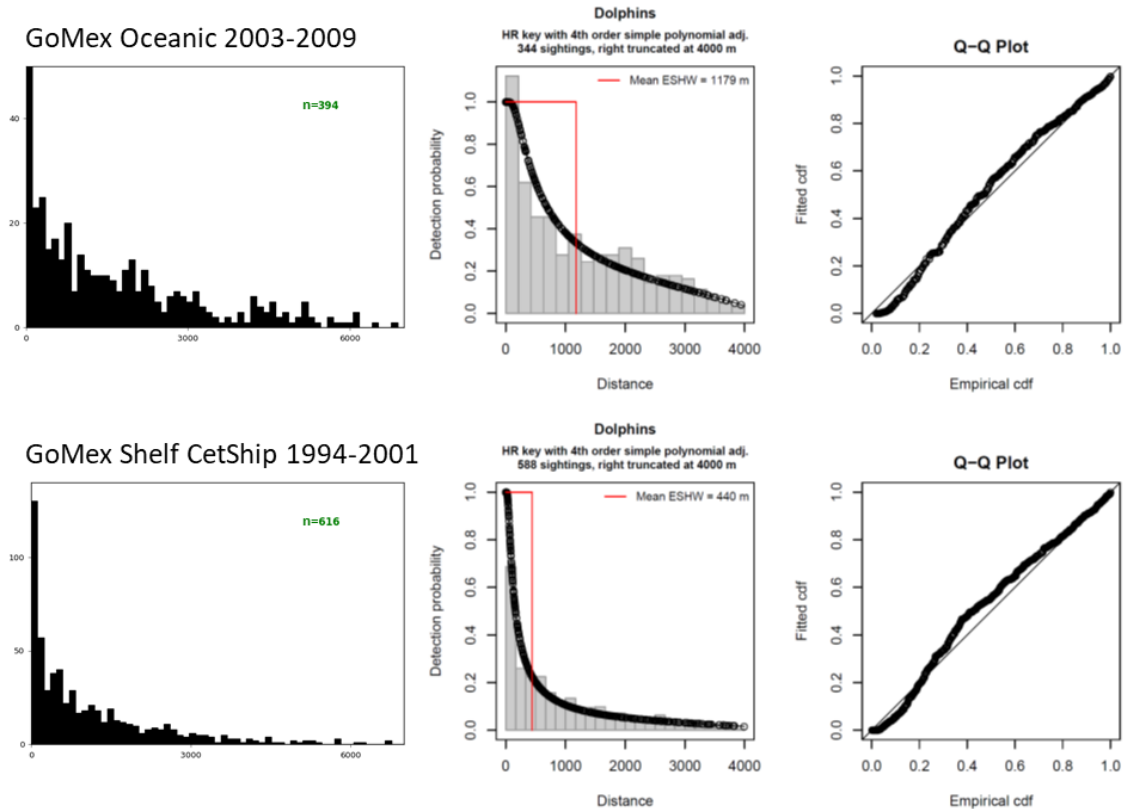 GoMex Oceanic 2003-2009
n=394
40
20
0
0 3000 6000
Dolphins
HR key with 4th order simple polynomial adj.
344 sightings, right truncated at 4000 m
Mean ESHW = 1179 m
Detection probability
1.0
0.8
0.6
0.4
0.2
0.0
0 1000 2000 3000 4000
Distance
Q−Q Plot
Fitted cdf
1.0
0.8
0.6
0.4
0.2
0.0
0.0 0.2 0.4 0.6 0.8 1.0
Empirical cdf
GoMex Shelf CetShip 1994-2001
n=616
100
50
0
0 3000 6000
Dolphins
HR key with 4th order simple polynomial adj.
588 sightings, right truncated at 4000 m
Mean ESHW = 440 m
Detection probability
1.0
0.8
0.6
0.4
0.2
0.0
0 1000 2000 3000 4000
Distance
Q−Q Plot
Fitted cdf
1.0
0.8
0.6
0.4
0.2
0.0
0.0 0.2 0.4 0.6 0.8 1.0
Empirical cdf